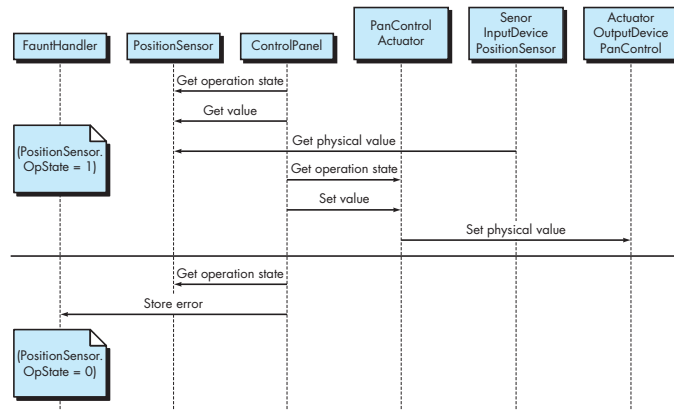 FauntHandler
PositionSensor
ControlPanel
PanControl
Actuator
Senor
InputDevice
PositionSensor
Actuator
OutputDevice
PanControl
Get operation state
Get value
(PositionSensor.
OpState = 1)
Get physical value
Get operation state
Set value
Set physical value
Get operation state
Store error
(PositionSensor.
OpState = 0)